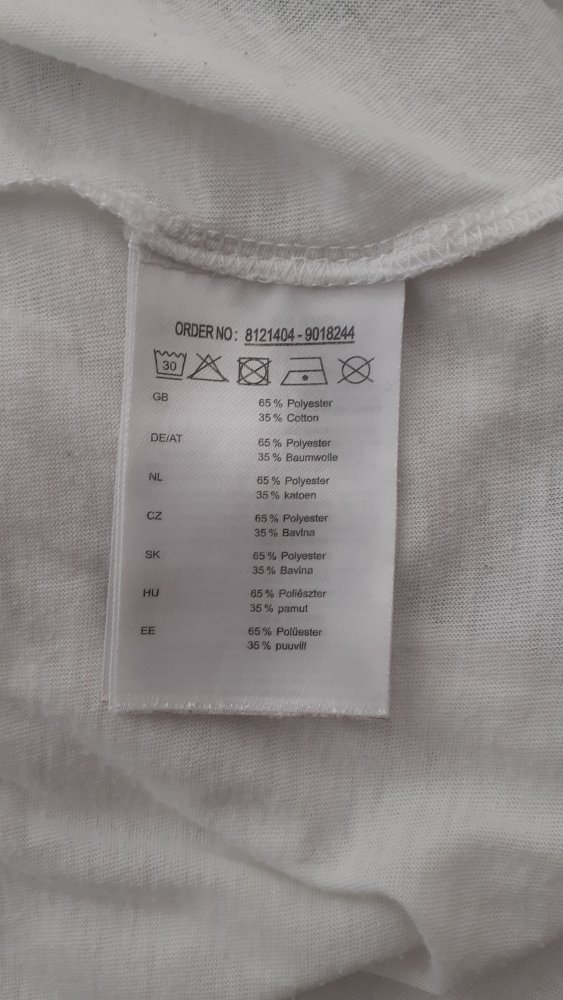 ORDER NO: 8121404-9018244
30
GB 65% Polyester
35% Cotton
DE/AT 65% Polyester
35% Baumwolle
NL 65% Polyester
35% katoen
CZ 65% Polyester
35% Bavina
SK 65% Polyester
35% Bavina
HU 65% Poliészter
35% pamut
EE 65% Polüester
35% puuvill